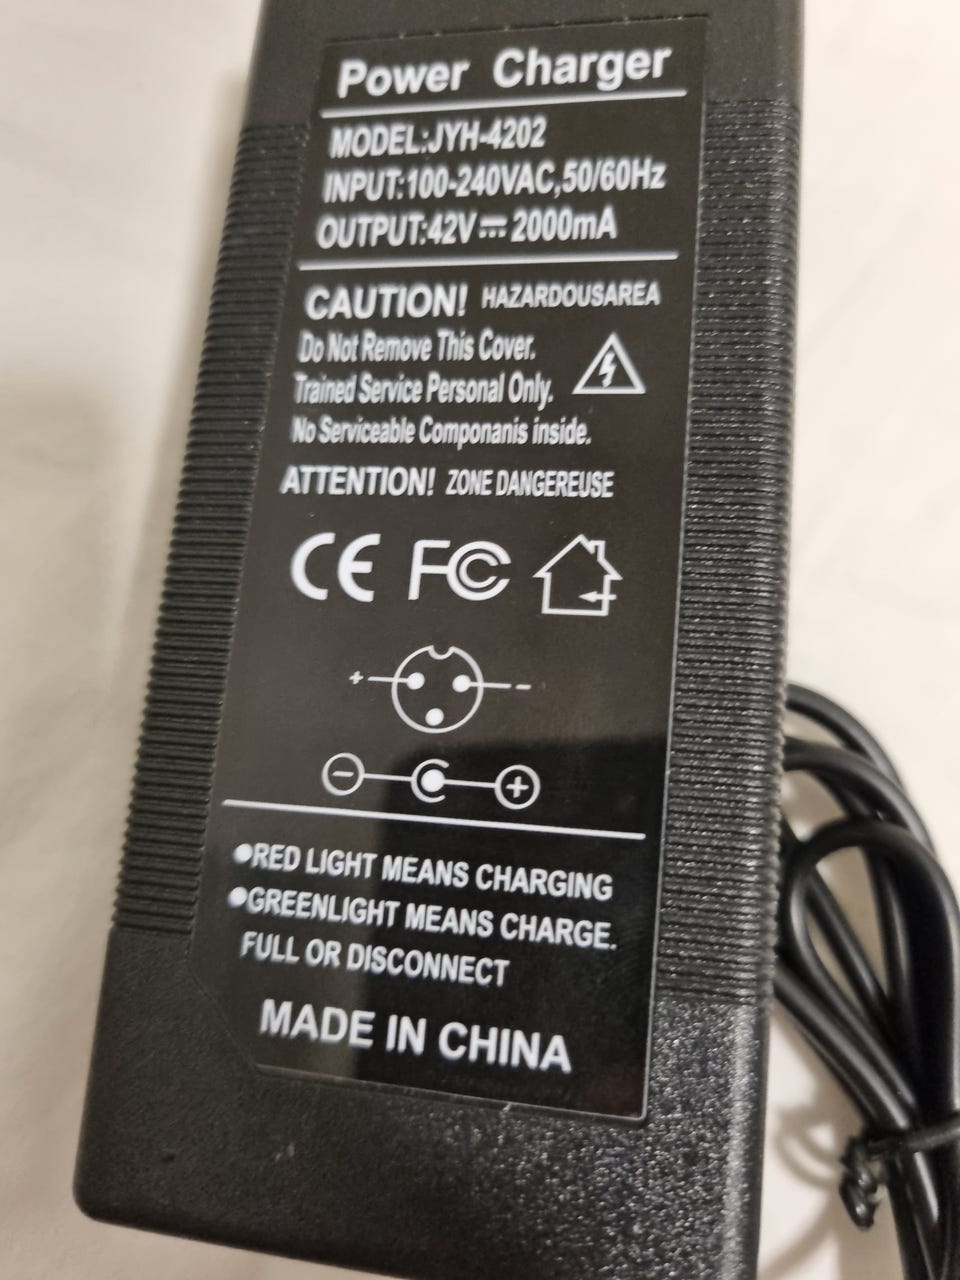 Power Charger
MODEL:JYH-4202
INPUT:100-240VAC,50/60Hz
OUTPUT:42V⎓2000mA
CAUTION! HAZARDOUSAREA
Do Not Remove This Cover.
Trained Service Personal Only.
No Serviceable Componanis inside.
ATTENTION! ZONE DANGEREUSE
CE FC
+ -
- +
●RED LIGHT MEANS CHARGING
●GREENLIGHT MEANS CHARGE.
FULL OR DISCONNECT
MADE IN CHINA